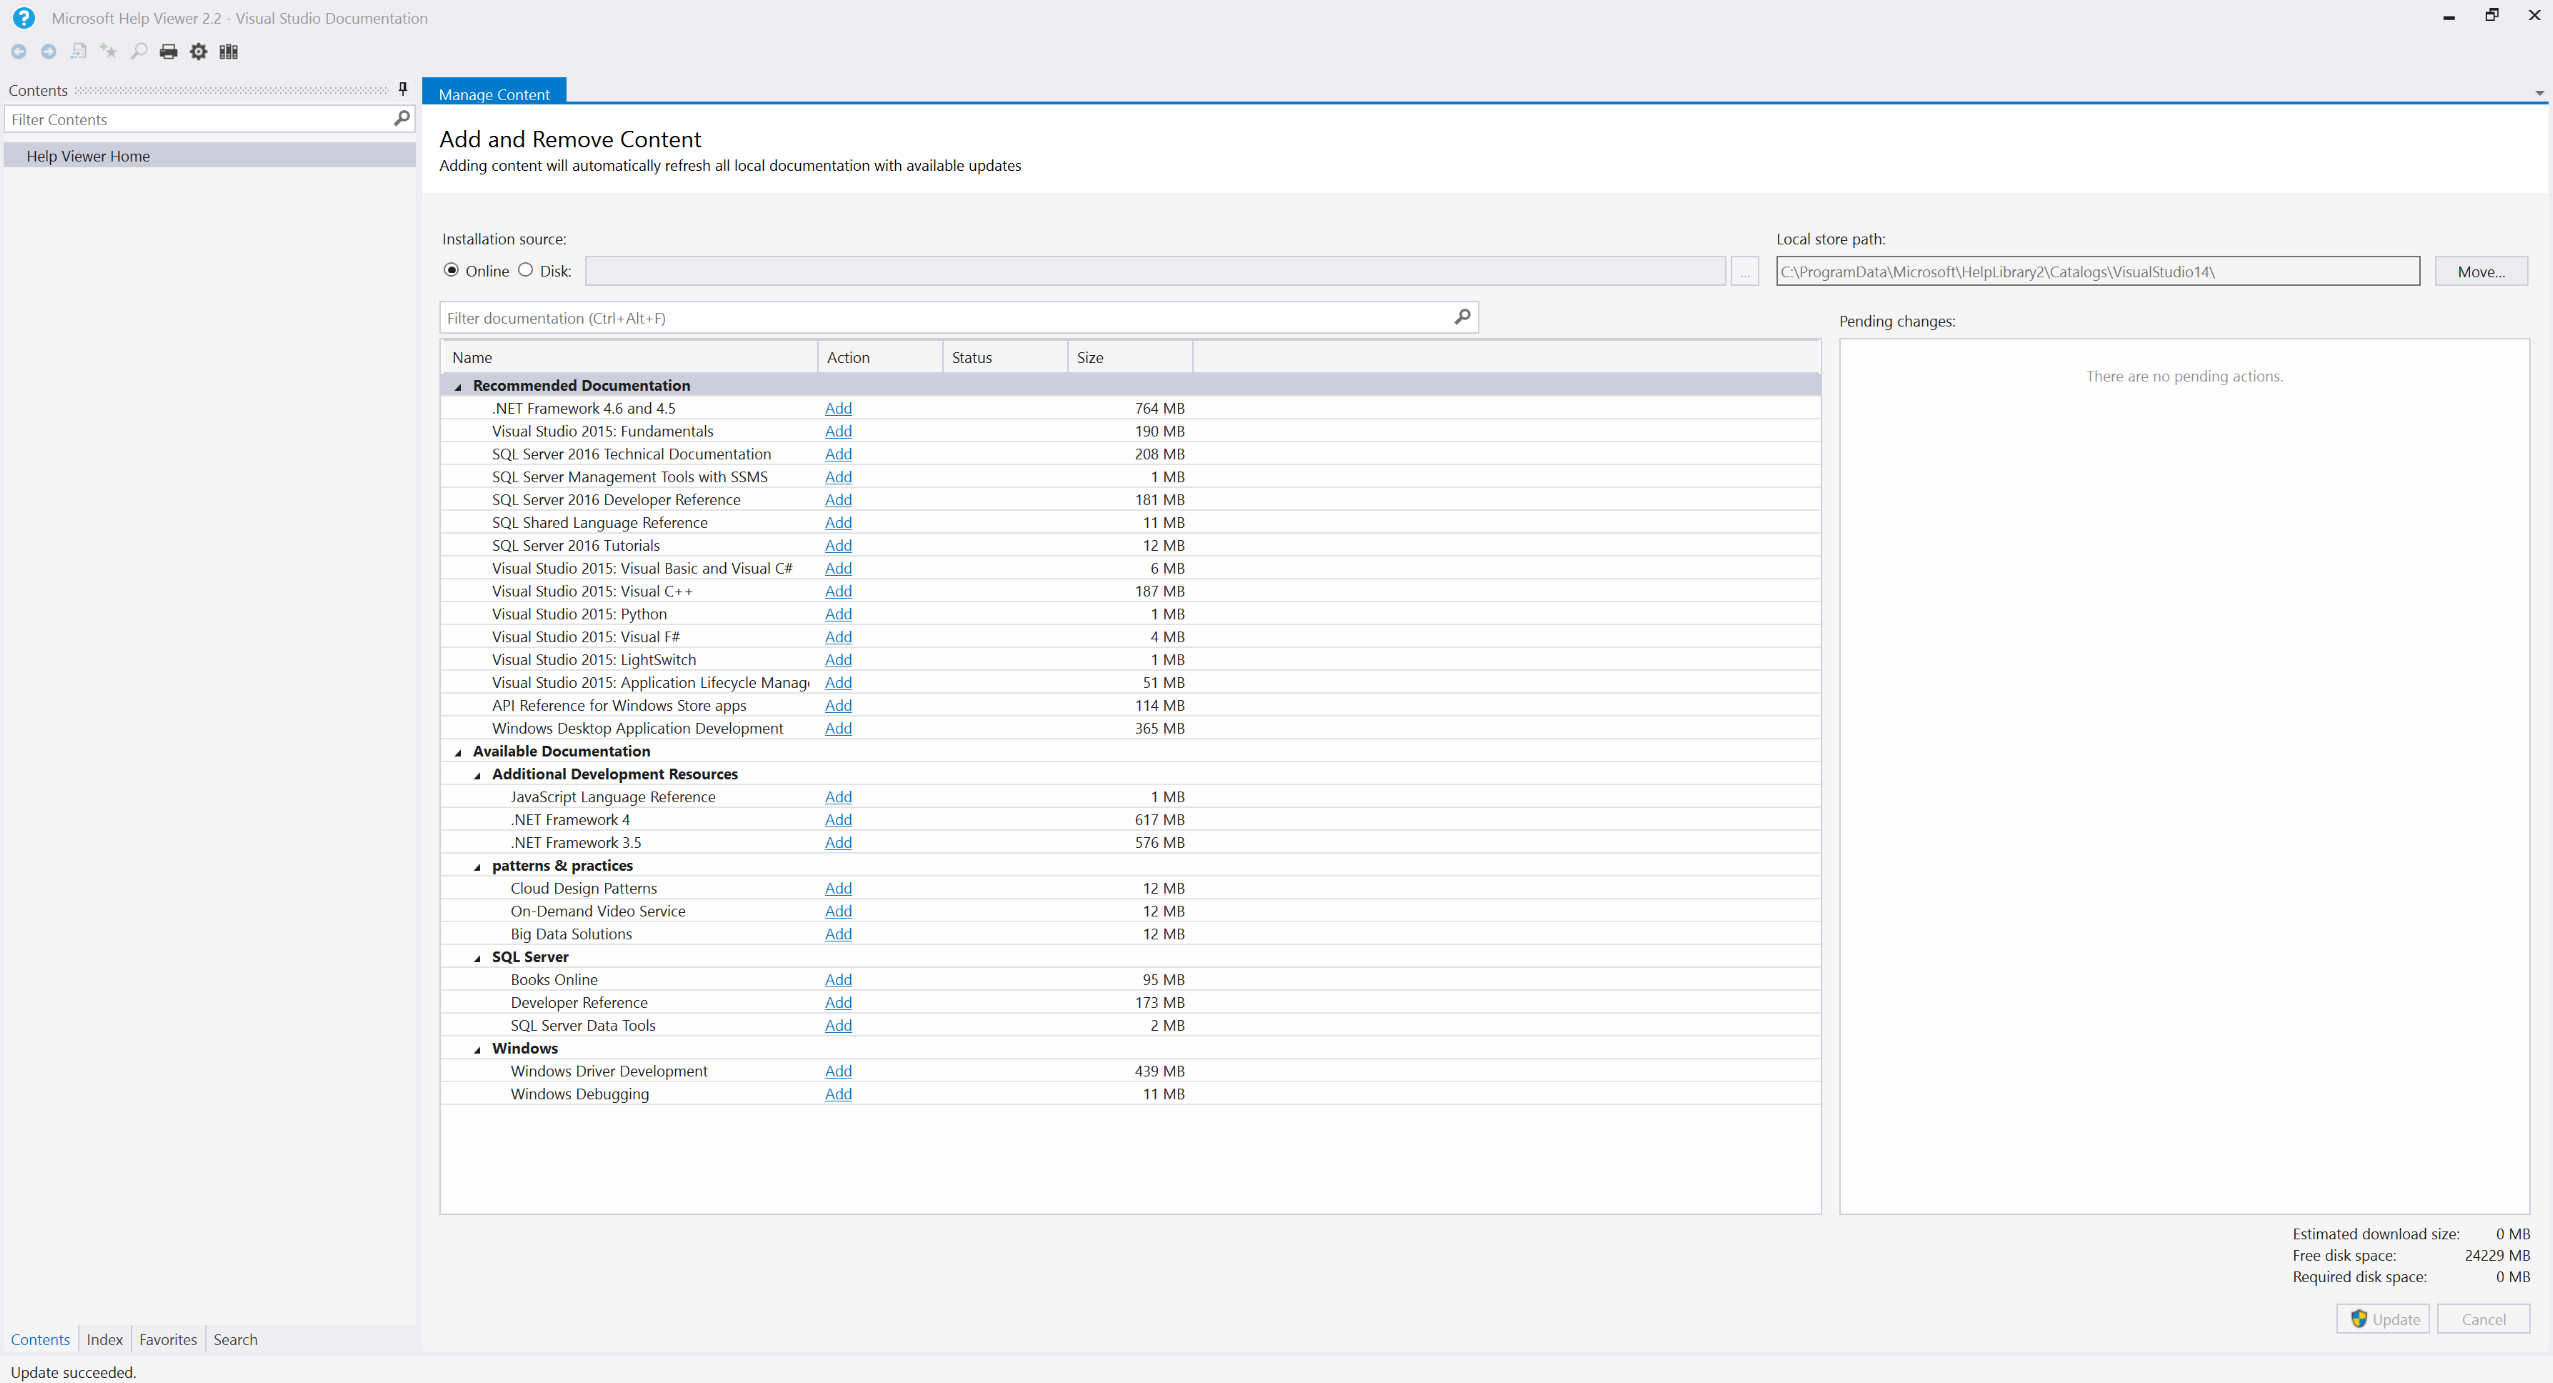 Microsoft Help Viewer 2.2 - Visual Studio Documentation
Contents
Filter Contents
Help Viewer Home
Manage Content
Add and Remove Content
Adding content will automatically refresh all local documentation with available updates
Installation source:
Online Disk: ...
Local store path:
C:\ProgramData\Microsoft\HelpLibrary2\Catalogs\VisualStudio14\ Move...
Filter documentation (Ctrl+Alt+F)
Name Action Status Size
Recommended Documentation
.NET Framework 4.6 and 4.5 Add 764 MB
Visual Studio 2015: Fundamentals Add 190 MB
SQL Server 2016 Technical Documentation Add 208 MB
SQL Server Management Tools with SSMS Add 1 MB
SQL Server 2016 Developer Reference Add 181 MB
SQL Shared Language Reference Add 11 MB
SQL Server 2016 Tutorials Add 12 MB
Visual Studio 2015: Visual Basic and Visual C# Add 6 MB
Visual Studio 2015: Visual C++ Add 187 MB
Visual Studio 2015: Python Add 1 MB
Visual Studio 2015: Visual F# Add 4 MB
Visual Studio 2015: LightSwitch Add 1 MB
Visual Studio 2015: Application Lifecycle Manag Add 51 MB
API Reference for Windows Store apps Add 114 MB
Windows Desktop Application Development Add 365 MB
Available Documentation
Additional Development Resources
JavaScript Language Reference Add 1 MB
.NET Framework 4 Add 617 MB
.NET Framework 3.5 Add 576 MB
patterns & practices
Cloud Design Patterns Add 12 MB
On-Demand Video Service Add 12 MB
Big Data Solutions Add 12 MB
SQL Server
Books Online Add 95 MB
Developer Reference Add 173 MB
SQL Server Data Tools Add 2 MB
Windows
Windows Driver Development Add 439 MB
Windows Debugging Add 11 MB
Pending changes:
There are no pending actions.
Estimated download size: 0 MB
Free disk space: 24229 MB
Required disk space: 0 MB
Update Cancel
Contents Index Favorites Search
Update succeeded.